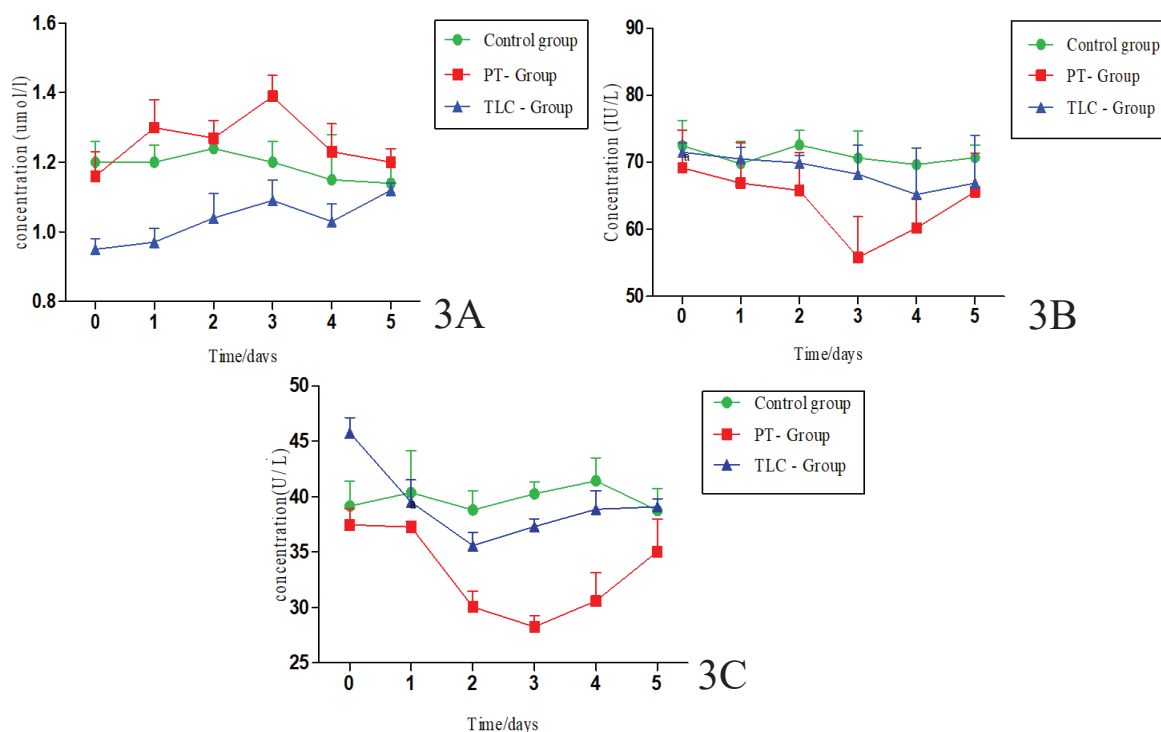 concentration (umol/l)
1.6
1.4
1.2
1.0
0.8
0 1 2 3 4 5
Time/days
Control group
PT- Group
TLC - Group
3A
Concentration (IU/L)
90
80
70
60
50
a
0 1 2 3 4 5
Time/days
Control group
PT- Group
TLC - Group
3B
concentration(U/ L)
50
45
40
35
30
25
0 1 2 3 4 5
Time/days
Control group
PT- Group
TLC - Group
3C